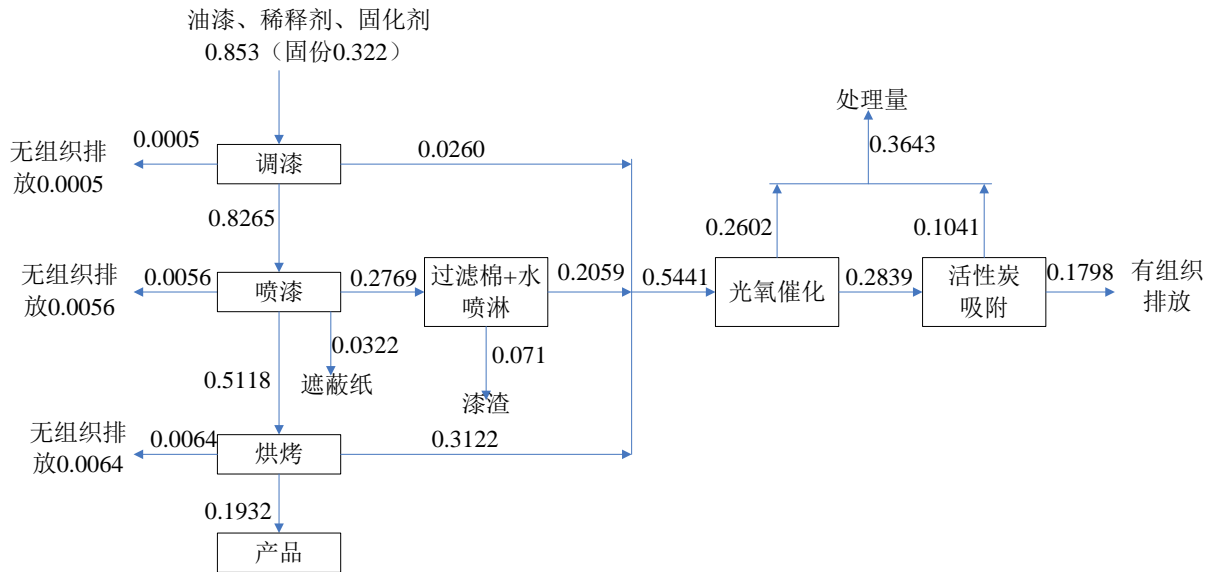 油漆、稀释剂、固化剂
0.853（固份0.322）
处理量
0.0005
无组织排
放0.0005
调漆
0.0260
0.3643
0.8265
0.2602
0.1041
无组织排
放0.0056
0.0056
喷漆
0.2769
过滤棉+水
喷淋
0.2059
0.5441
光氧催化
0.2839
活性炭
吸附
0.1798
有组织
排放
0.0322
0.071
遮蔽纸
0.5118
漆渣
无组织排
放0.0064
0.0064
烘烤
0.3122
0.1932
产品